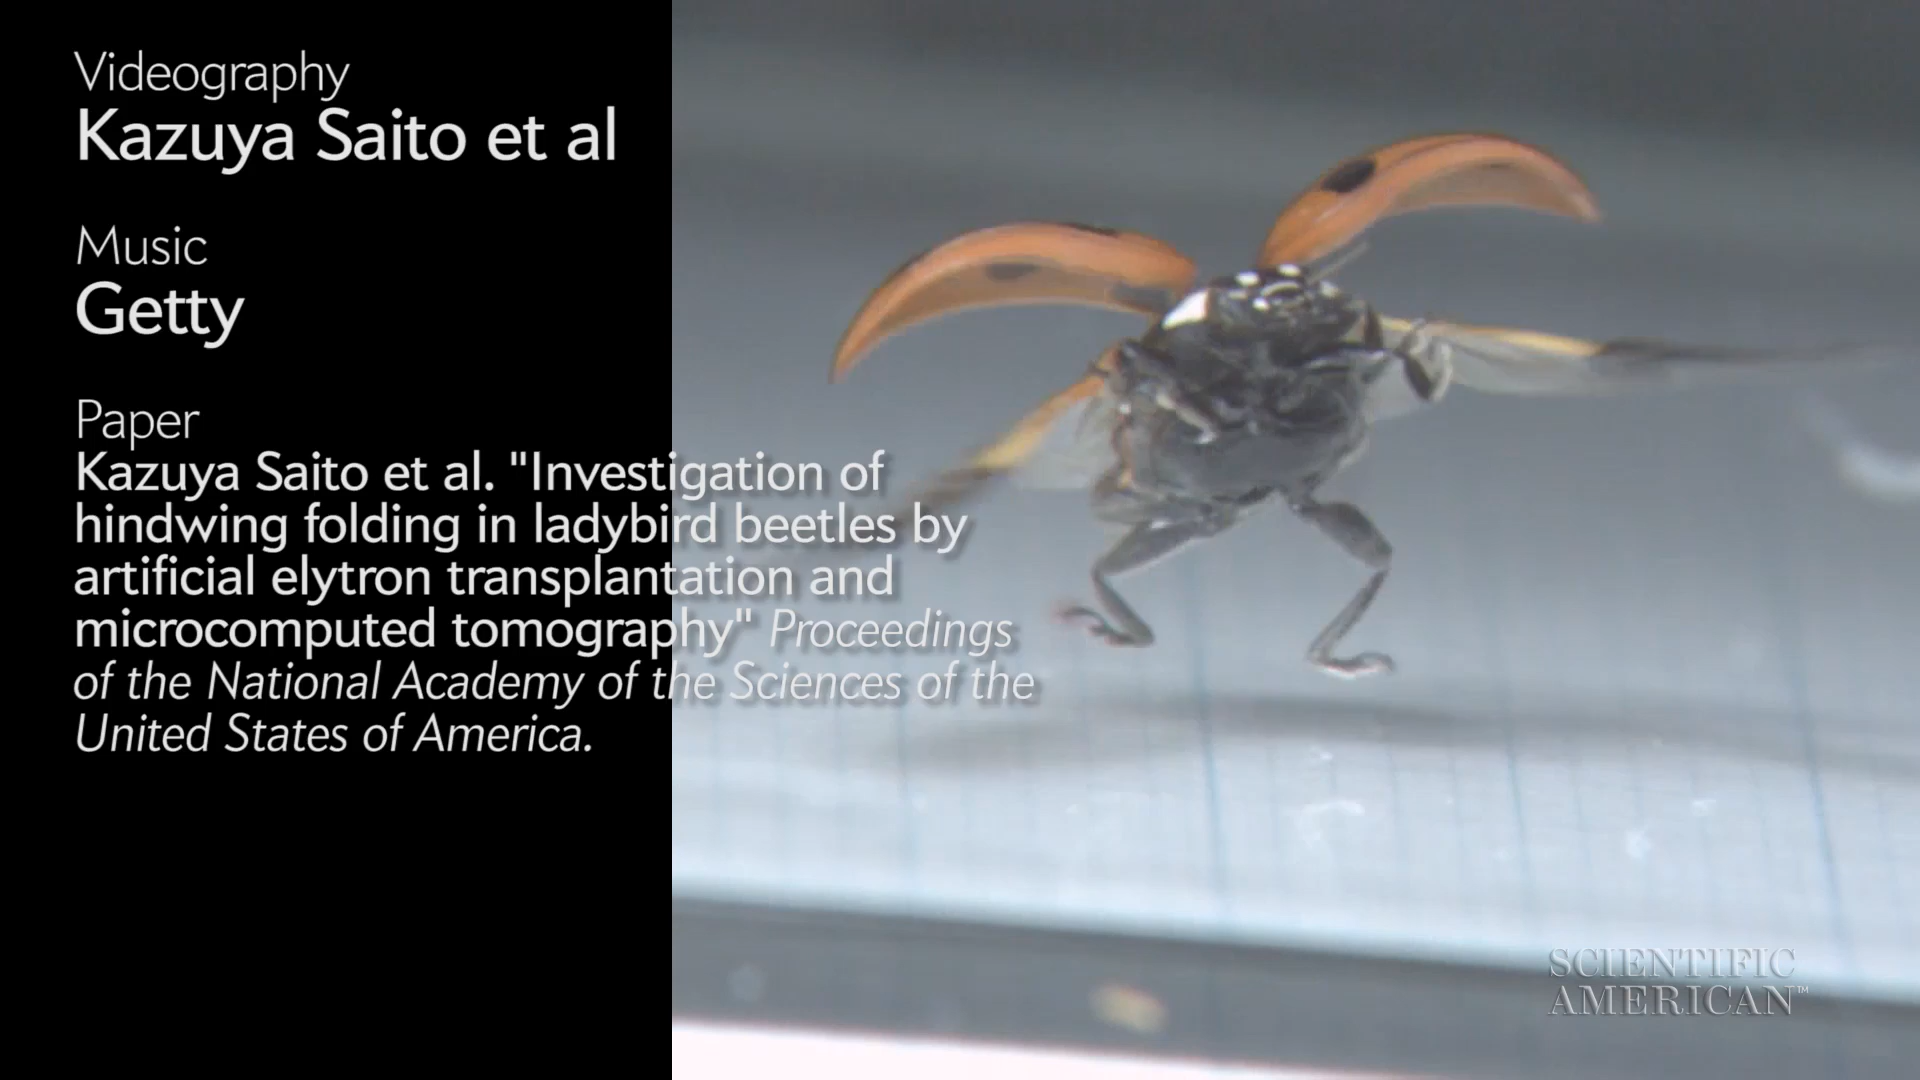 Videography
Kazuya Saito et al
Music
Getty
Paper
Kazuya Saito et al. "Investigation of
hindwing folding in ladybird beetles by
artificial elytron transplantation and
microcomputed tomography" Proceedings
of the National Academy of the Sciences of the
United States of America.
SCIENTIFIC
AMERICAN™